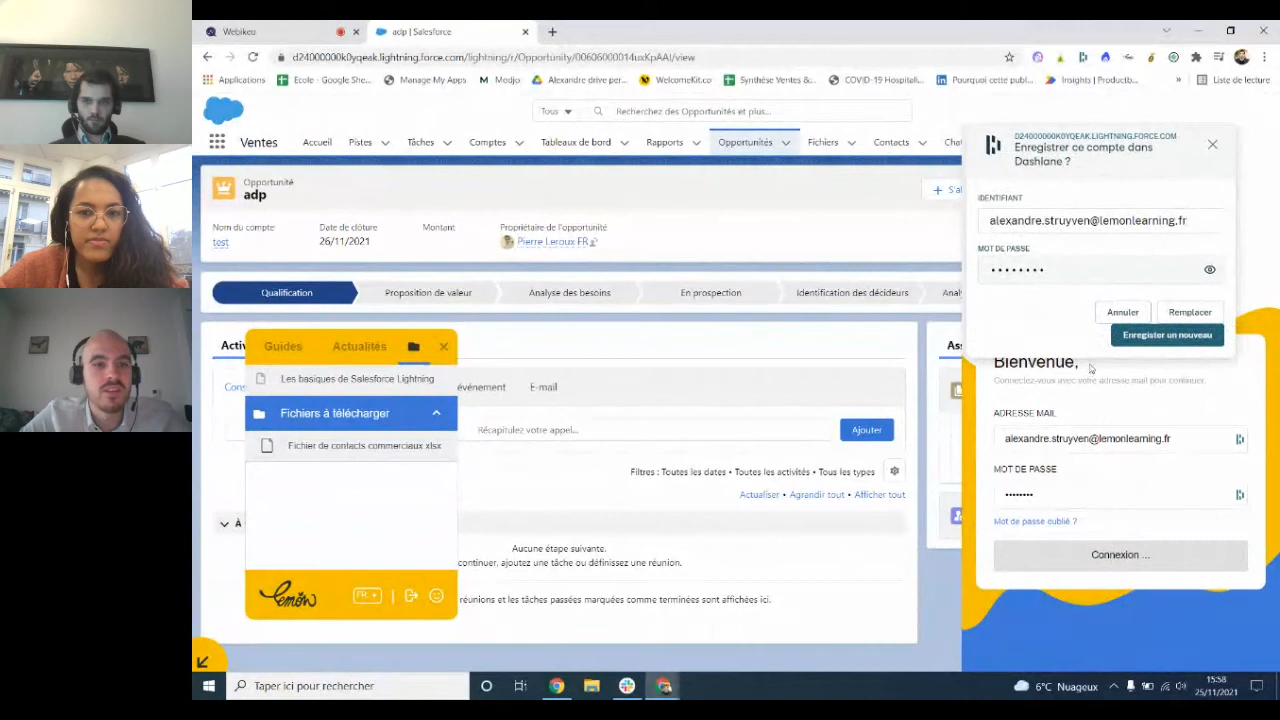 Webikeo
adp | Salesforce
d24000000k0yqeak.lightning.force.com/lightning/r/Opportunity/00606000014uxKpAAI/view
Applications
Ecole - Google She...
Manage My Apps
Modjo
Alexandre drive per...
WelcomeKit.co
Synthèse Ventes &...
COVID-19 Hospitali...
Pourquoi cette publ...
Insights | Productb...
»
Liste de lecture
Tous
Recherchez des Opportunités et plus...
Ventes
Accueil
Pistes
Tâches
Comptes
Tableaux de bord
Rapports
Opportunités
Fichiers
Contacts
Opportunité
adp
Nom du compte
test
Date de clôture
26/11/2021
Montant
Propriétaire de l'opportunité
Pierre Leroux FR
Qualification
Proposition de valeur
Analyse des besoins
En prospection
Identification des décideurs
Guides
Actualités
Les basiques de Salesforce Lightning
Fichiers à télécharger
Fichier de contacts commerciaux xlsx
lemon
FR
événement
E-mail
Récapitulez votre appel...
Ajouter
Filtres : Toutes les dates • Toutes les activités • Tous les types
Actualiser • Agrandir tout • Afficher tout
À
Aucune étape suivante.
continuer, ajoutez une tâche ou définissez une réunion.
réunions et les tâches passées marquées comme terminées sont affichées ici.
D24000000K0YQEAK.LIGHTNING.FORCE.COM
Enregistrer ce compte dans
Dashlane ?
IDENTIFIANT
alexandre.struyven@lemonlearning.fr
MOT DE PASSE
••••••••
Annuler
Remplacer
Enregistrer un nouveau
Bienvenue,
Connectez-vous avec votre adresse mail pour continuer.
ADRESSE MAIL
alexandre.struyven@lemonlearning.fr
MOT DE PASSE
••••••••
Mot de passe oublié ?
Connexion ...
Taper ici pour rechercher
6°C Nuageux
15:58
25/11/2021